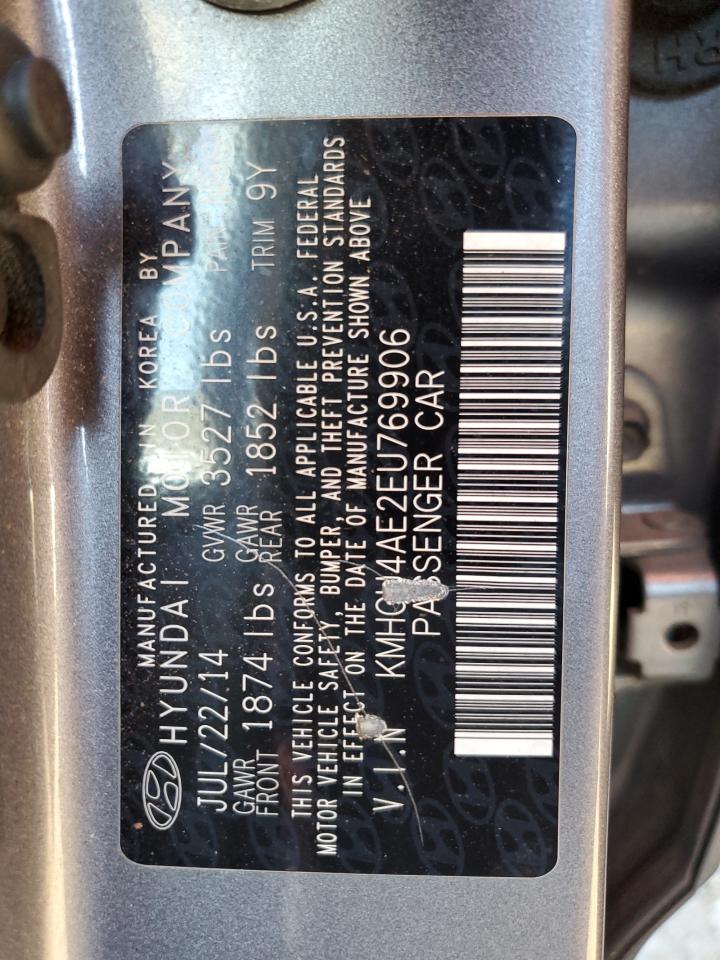 MANUFACTURED IN KOREA BY
HYUNDAI MOTOR COMPANY
JUL/22/14 GVWR 3527 lbs
GAWR FRONT 1874 lbs GAWR REAR 1852 lbs TRIM 9Y
THIS VEHICLE CONFORMS TO ALL APPLICABLE U.S.A. FEDERAL
MOTOR VEHICLE SAFETY, BUMPER, AND THEFT PREVENTION STANDARDS
IN EFFECT ON THE DATE OF MANUFACTURE SHOWN ABOVE
V.I.N
PASSENGER CAR
RH